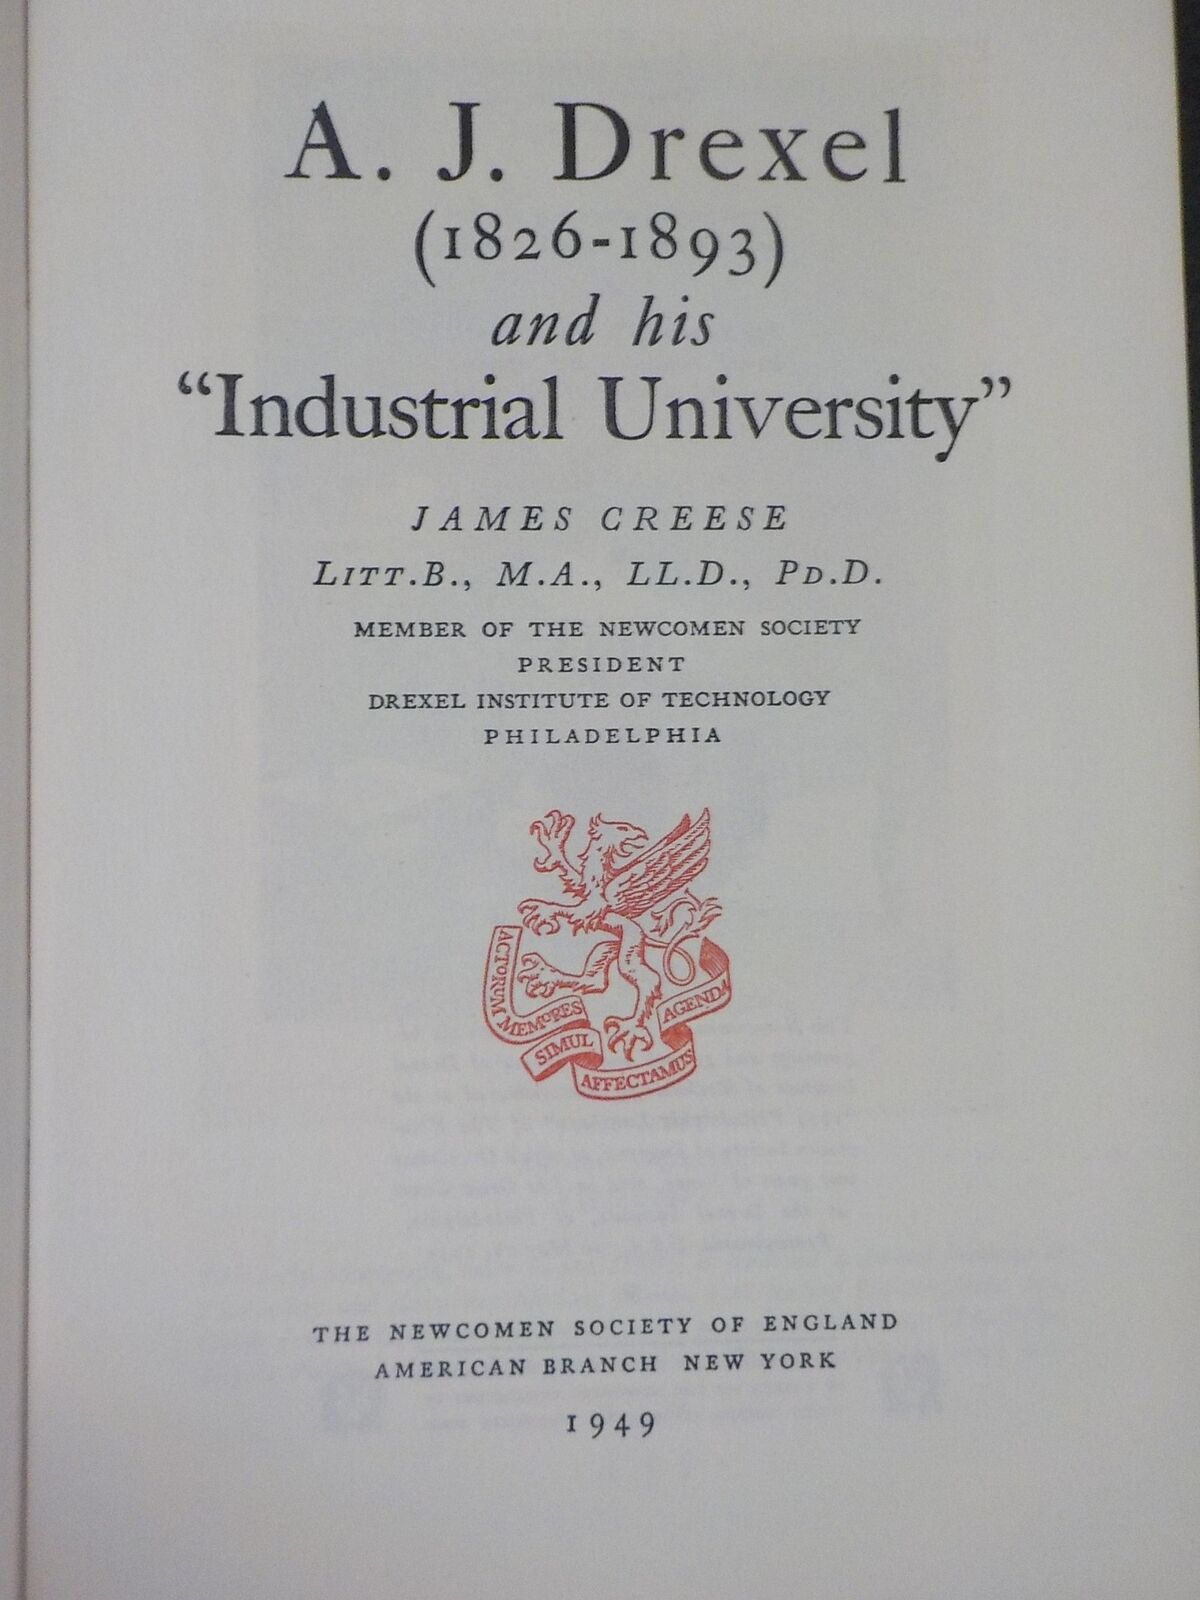 A. J. Drexel
(1826-1893)
and his
“Industrial University”
JAMES CREESE
LITT.B., M.A., LL.D., PD.D.
MEMBER OF THE NEWCOMEN SOCIETY
PRESIDENT
DREXEL INSTITUTE OF TECHNOLOGY
PHILADELPHIA
ACTORUM
MEMORES
SIMUL
AFFECTAMUS
AGENDA
THE NEWCOMEN SOCIETY OF ENGLAND
AMERICAN BRANCH NEW YORK
1949